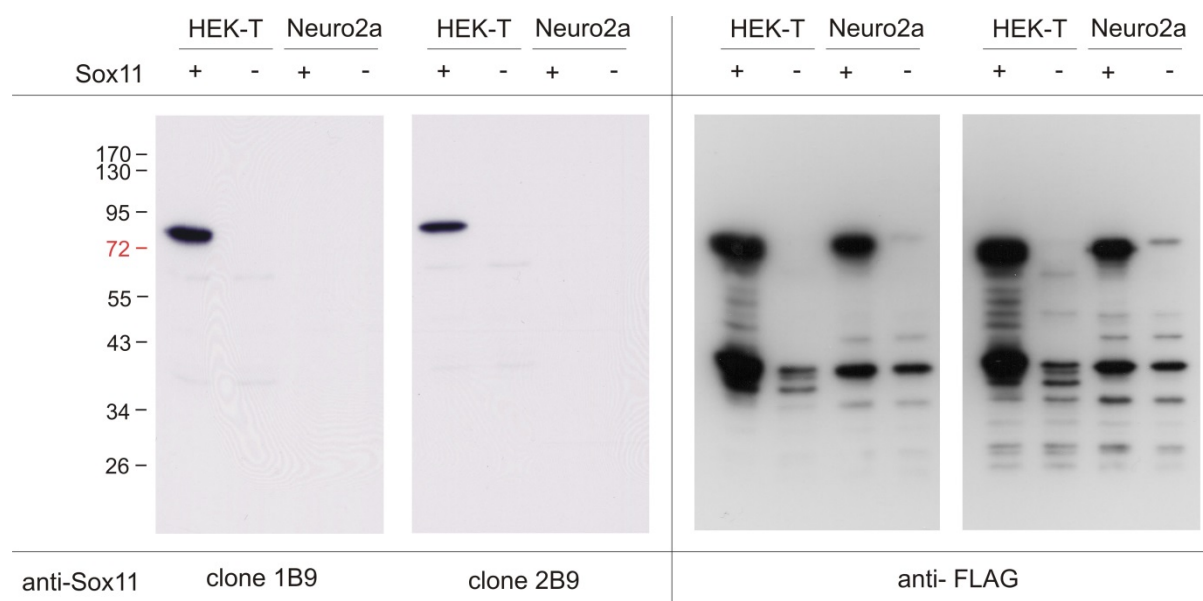 HEK-T Neuro2a HEK-T Neuro2a HEK-T Neuro2a HEK-T Neuro2a
Sox11 + - + - + - + - + - + - + - + -
170 –
130 –
95 –
72 –
55 –
43 –
34 –
26 –
anti-Sox11 clone 1B9 clone 2B9 anti- FLAG